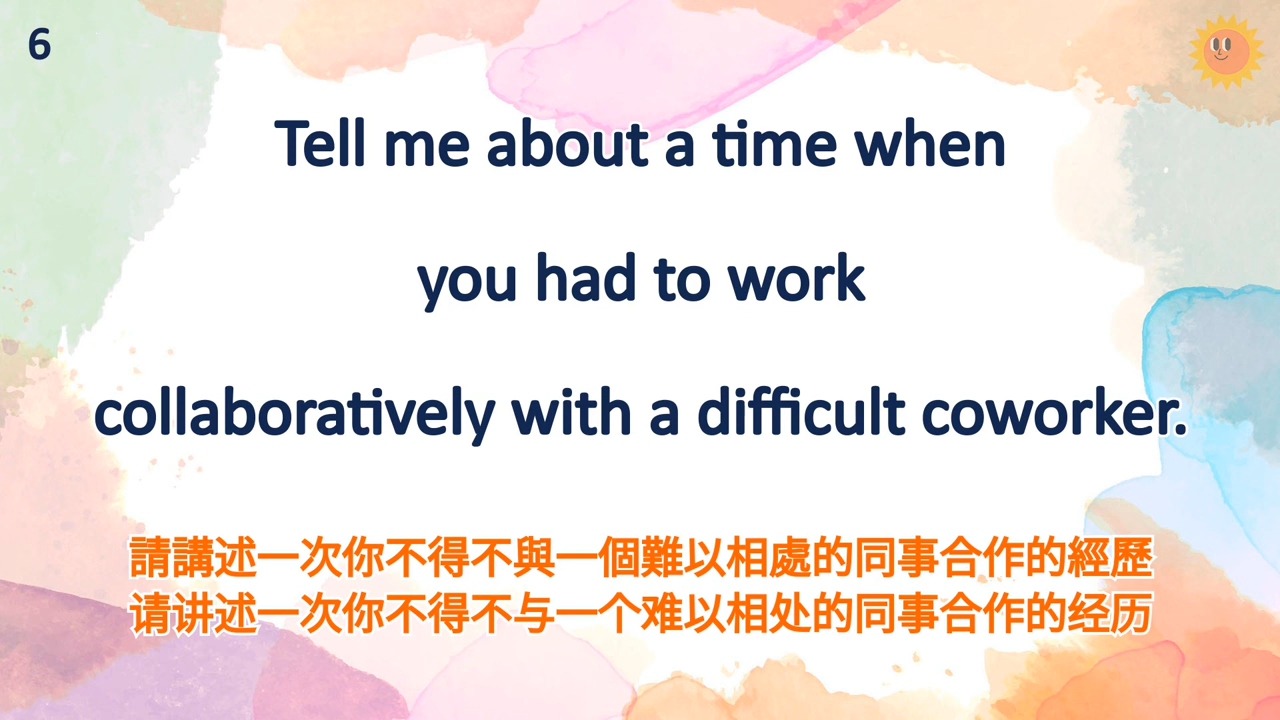 6
Tell me about a time when
you had to work
collaboratively with a difficult coworker.
請講述一次你不得不與一個難以相處的同事合作的經歷
请讲述一次你不得不与一个难以相处的同事合作的经历